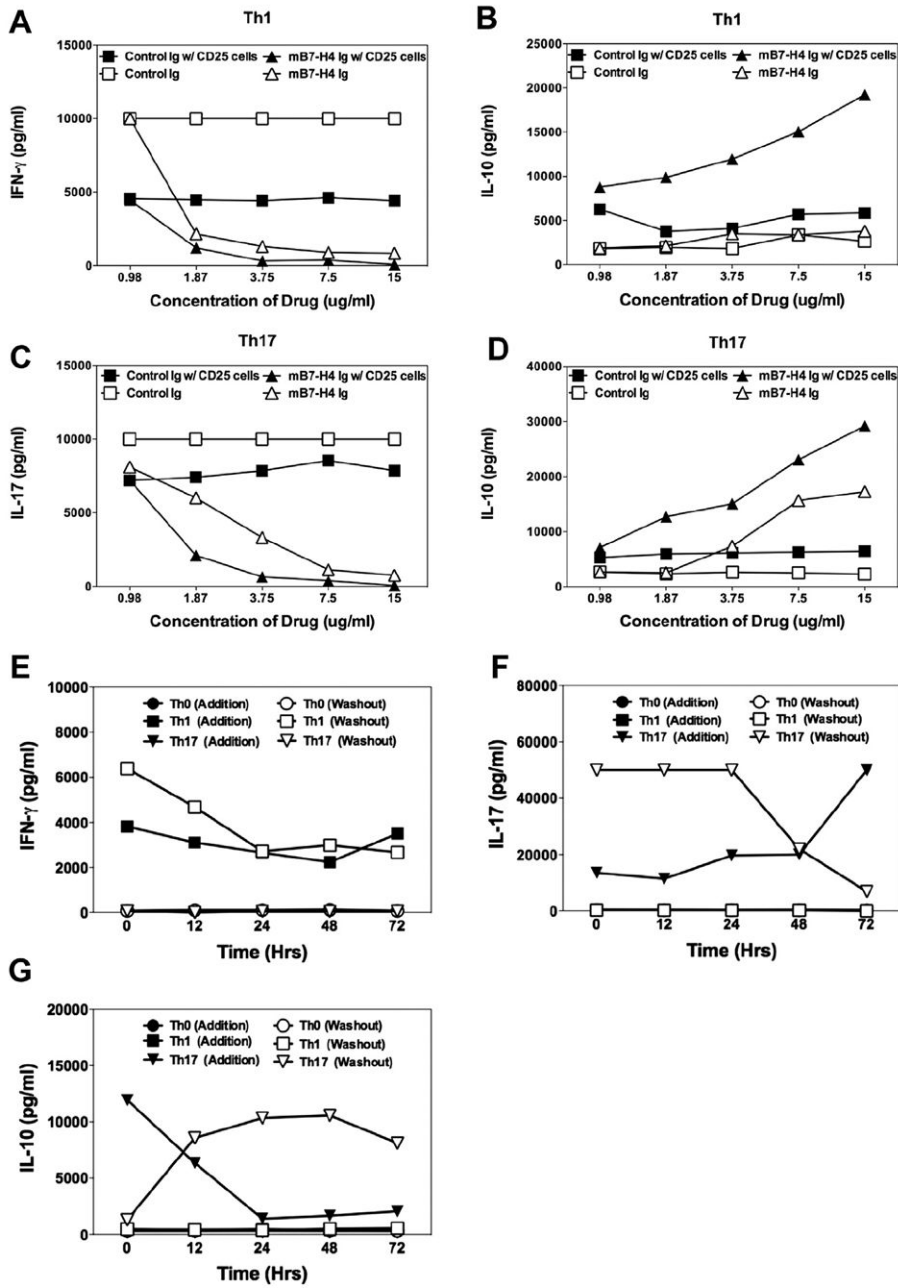 A
Th1
15000
Control Ig w/ CD25 cells mB7-H4 Ig w/ CD25 cells
Control Ig mB7-H4 Ig
10000
5000
0
IFN-γ (pg/ml)
0.98 1.87 3.75 7.5 15
Concentration of Drug (ug/ml)
B
Th1
25000
Control Ig w/ CD25 cells mB7-H4 Ig w/ CD25 cells
Control Ig mB7-H4 Ig
20000
15000
10000
5000
0
IL-10 (pg/ml)
0.98 1.87 3.75 7.5 15
Concentration of Drug (ug/ml)
C
Th17
15000
Control Ig w/ CD25 cells mB7-H4 Ig w/ CD25 cells
Control Ig mB7-H4 Ig
10000
5000
0
IL-17 (pg/ml)
0.98 1.87 3.75 7.5 15
Concentration of Drug (ug/ml)
D
40000
Control Ig w/ CD25 cells mB7-H4 Ig w/ CD25 cells
Control Ig mB7-H4 Ig
30000
20000
10000
0
IL-10 (pg/ml)
0.98 1.87 3.75 7.5 15
Concentration of Drug (ug/ml)
E
10000
Th0 (Addition) Th0 (Washout)
Th1 (Addition) Th1 (Washout)
Th17 (Addition) Th17 (Washout)
8000
6000
4000
2000
0
IFN-γ (pg/ml)
0 12 24 48 72
Time (Hrs)
F
80000
Th0 (Addition) Th0 (Washout)
Th1 (Addition) Th1 (Washout)
Th17 (Addition) Th17 (Washout)
60000
40000
20000
0
IL-17 (pg/ml)
0 12 24 48 72
Time (Hrs)
G
20000
Th0 (Addition) Th0 (Washout)
Th1 (Addition) Th1 (Washout)
Th17 (Addition) Th17 (Washout)
15000
10000
5000
0
IL-10 (pg/ml)
0 12 24 48 72
Time (Hrs)